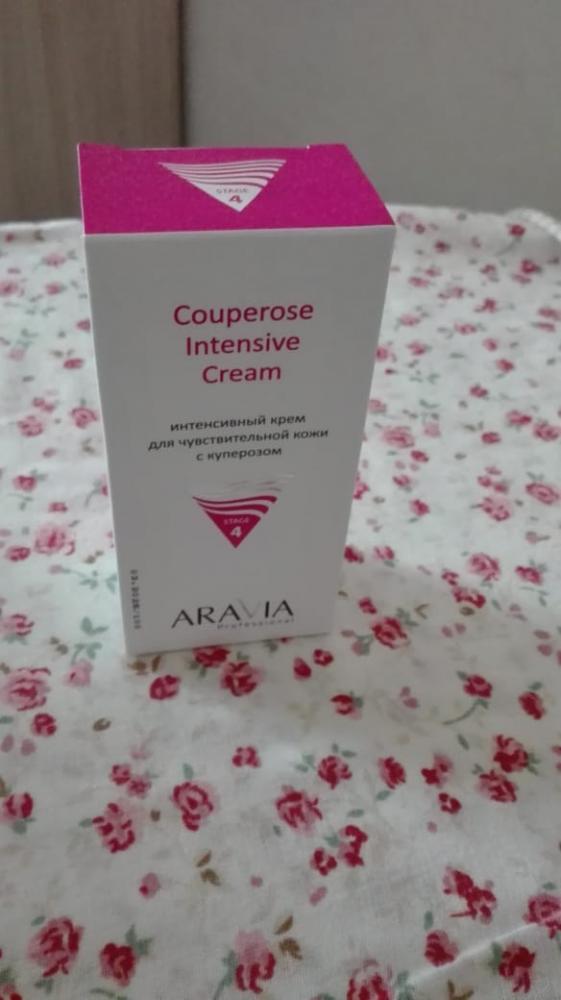 STAGE
4
Couperose
Intensive
Cream
интенсивный крем
для чувствительной кожи
с куперозом
STAGE
4
ARAVIA
Professional